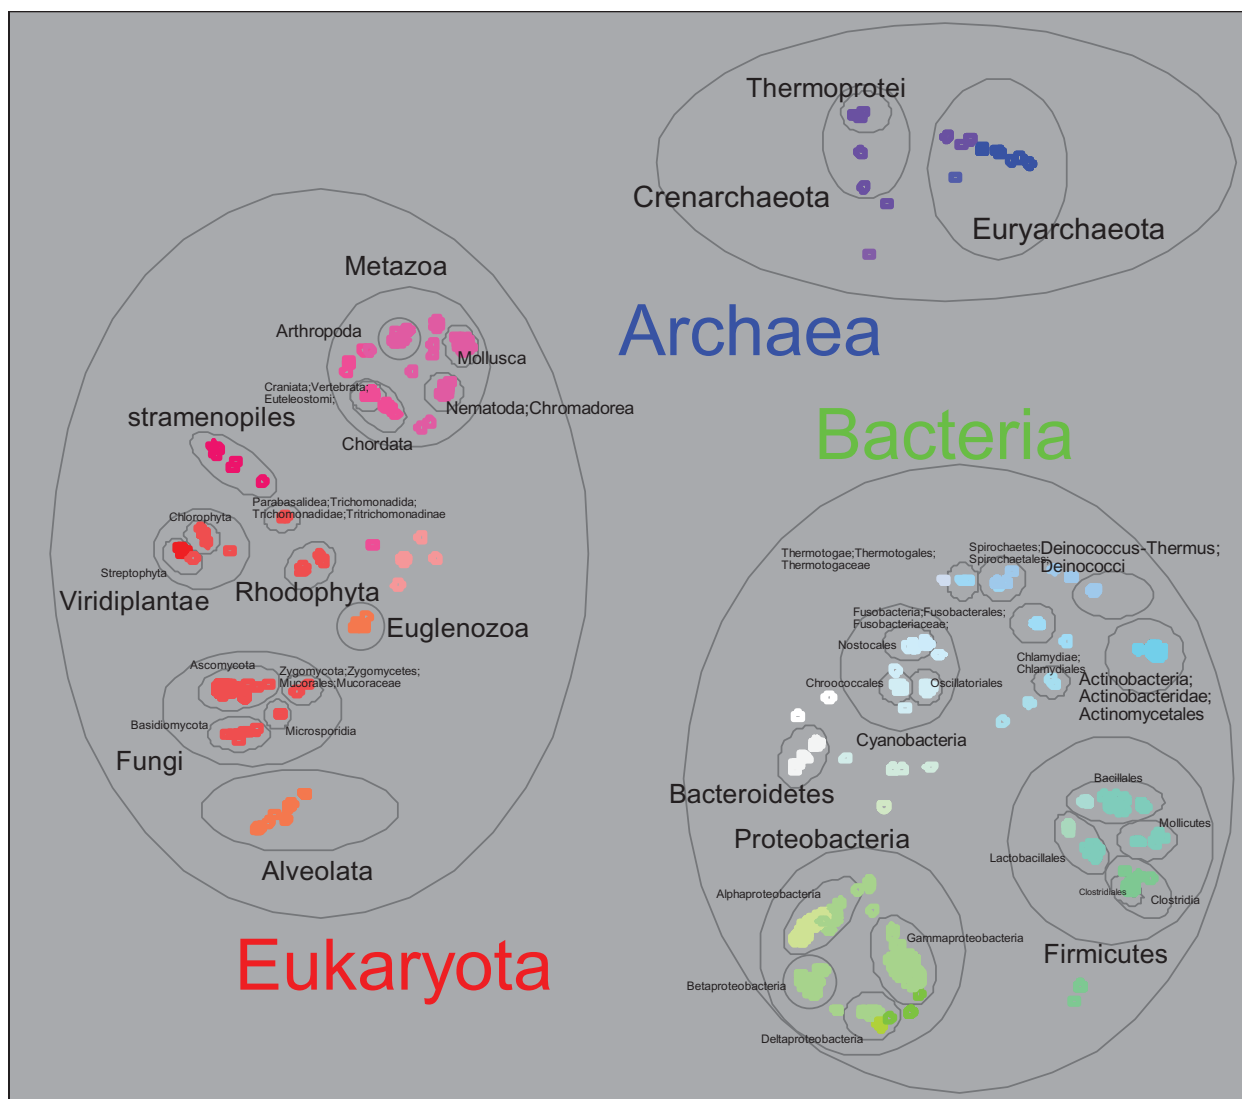 Thermoprotei
Crenarchaeota
Euryarchaeota
Archaea
Metazoa
Arthropoda
Mollusca
Craniata;Vertebrata;
Euteleostomi;
Nematoda;Chromadorea
Chordata
stramenopiles
Parabasalidea;Trichomonadida;
Trichomonadidae;Tritrichomonadinae
Chlorophyta
Streptophyta
Viridiplantae
Rhodophyta
Euglenozoa
Ascomycota
Zygomycota;Zygomycetes;
Mucorales;Mucoraceae
Basidiomycota
Microsporidia
Fungi
Alveolata
Eukaryota
Bacteria
Thermotogae;Thermotogales;
Thermotogaceae
Spirochaetes;
Spirochaetales;
Deinococcus-Thermus;
Deinococci
Fusobacteria;Fusobacterales;
Fusobacteriaceae;
Nostocales
Chroococcales
Oscillatoriales
Chlamydiae;
Chlamydiales
Actinobacteria;
Actinobacteridae;
Actinomycetales
Cyanobacteria
Bacteroidetes
Proteobacteria
Bacillales
Mollicutes
Lactobacillales
Clostridiales
Clostridia
Firmicutes
Alphaproteobacteria
Gammaproteobacteria
Betaproteobacteria
Deltaproteobacteria